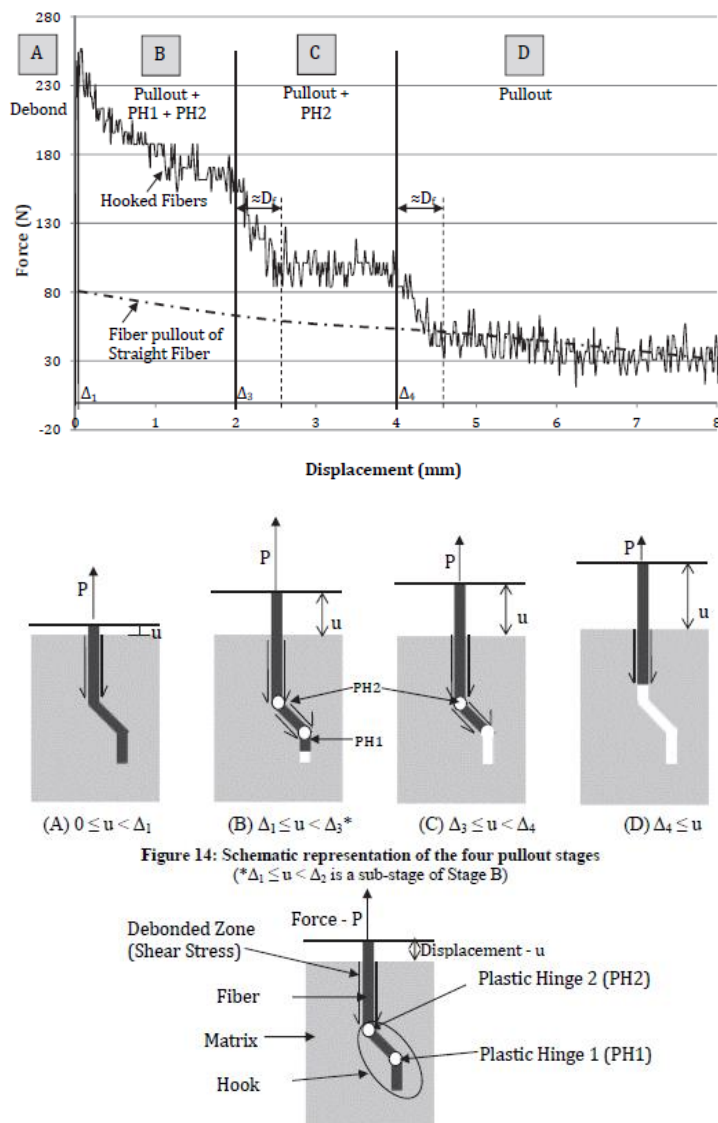 280
A
B
C
D
230
Debond
Pullout +
PH1 + PH2
Pullout +
PH2
Pullout
180
Hooked Fibers
≈Df
≈Df
130
Force (N)
80
Fiber pullout of
Straight Fiber
30
Δ1
Δ3
Δ4
-20
0 1 2 3 4 5 6 7 8
Displacement (mm)
P
u
P
u
P
u
P
u
PH2
PH1
(A) 0 ≤ u < Δ1
(B) Δ1 ≤ u < Δ3*
(C) Δ3 ≤ u < Δ4
(D) Δ4 ≤ u
Figure 14: Schematic representation of the four pullout stages
(*Δ1 ≤ u < Δ2 is a sub-stage of Stage B)
Force - P
Debonded Zone
(Shear Stress)
Displacement - u
Fiber
Plastic Hinge 2 (PH2)
Matrix
Plastic Hinge 1 (PH1)
Hook